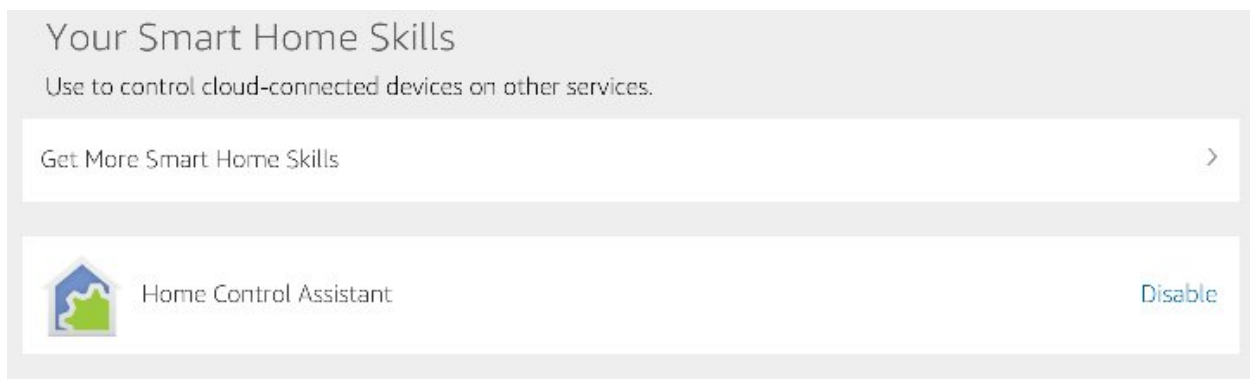 Your Smart Home Skills
Use to control cloud-connected devices on other services.
Get More Smart Home Skills
Home Control Assistant
Disable